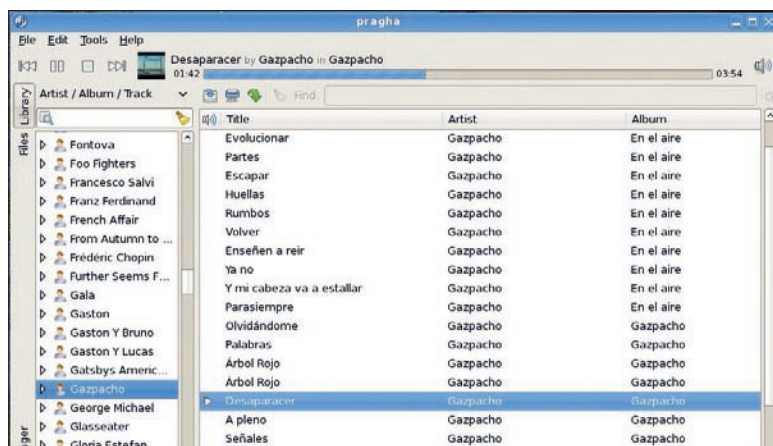 pragha
File Edit Tools Help
Desaparacer by Gazpacho in Gazpacho
01:42
03:54
Library
Files
Artist / Album / Track
Find
Title Artist Album
Fontova
Foo Fighters
Francesco Salvi
Franz Ferdinand
French Affair
From Autumn to ...
Frédéric Chopin
Further Seems F...
Gala
Gaston
Gaston Y Bruno
Gaston Y Lucas
Gatsbys Americ...
Gazpacho
George Michael
Glasseater
Gloria Estefan
Evolucionar Gazpacho En el aire
Partes Gazpacho En el aire
Escapar Gazpacho En el aire
Huellas Gazpacho En el aire
Rumbos Gazpacho En el aire
Volver Gazpacho En el aire
Enseñen a reir Gazpacho En el aire
Ya no Gazpacho En el aire
Y mi cabeza va a estallar Gazpacho En el aire
Parasiempre Gazpacho En el aire
Olvidándome Gazpacho Gazpacho
Palabras Gazpacho Gazpacho
Árbol Rojo Gazpacho Gazpacho
Árbol Rojo Gazpacho Gazpacho
Desaparacer Gazpacho Gazpacho
A pleno Gazpacho Gazpacho
Señales Gazpacho Gazpacho